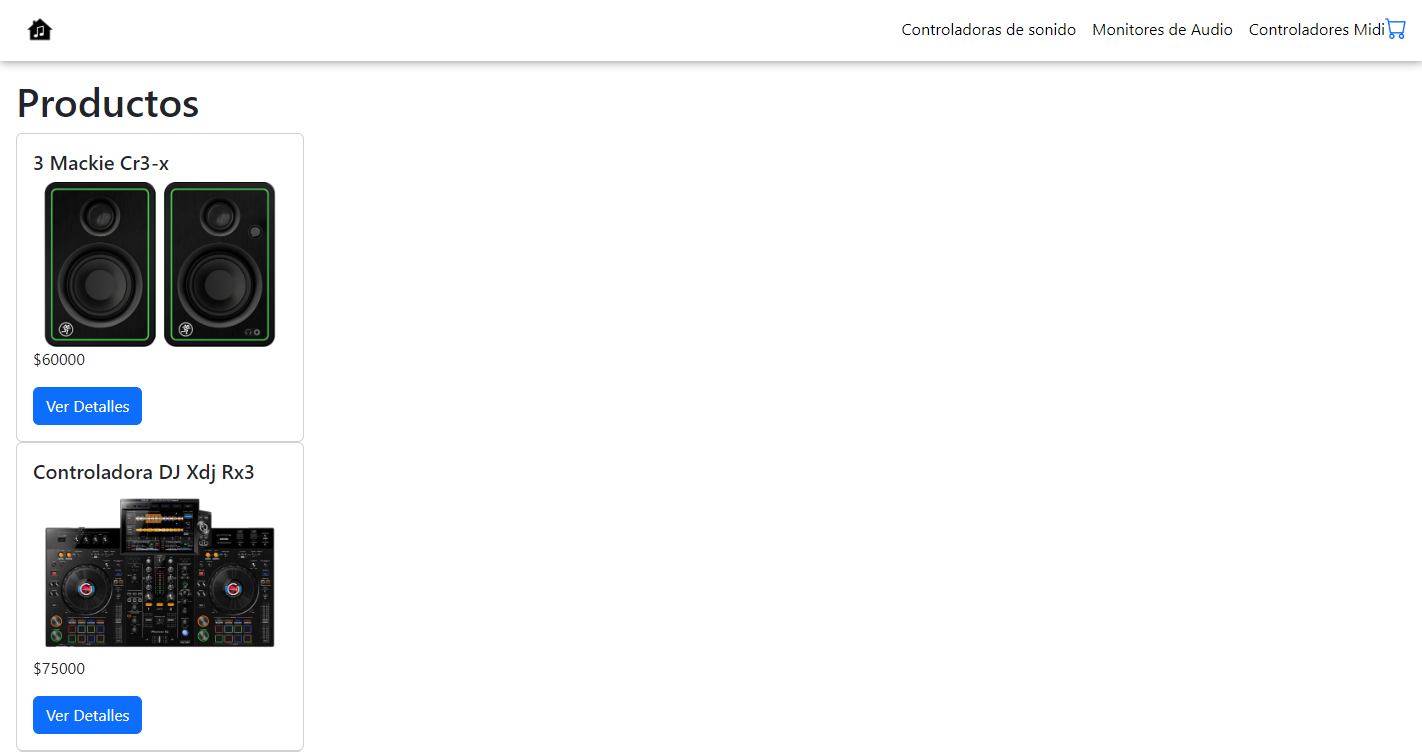 Controladoras de sonido Monitores de Audio Controladores Midi
Productos
3 Mackie Cr3-x
$60000
Ver Detalles
Controladora DJ Xdj Rx3
$75000
Ver Detalles